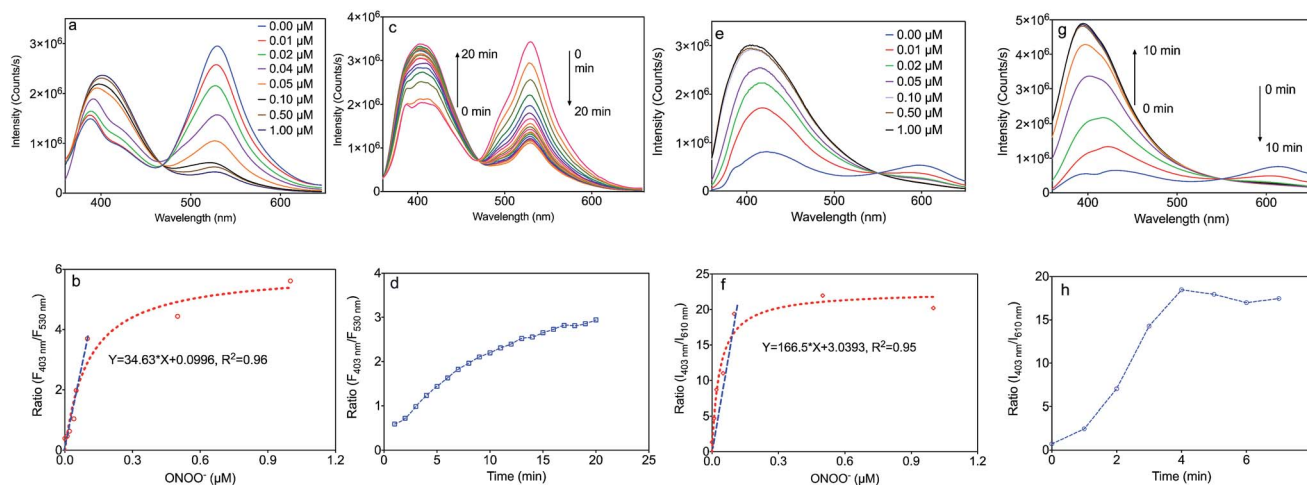 a
0.00 µM
0.01 µM
0.02 µM
0.04 µM
0.05 µM
0.10 µM
0.50 µM
1.00 µM
3×10⁶
2×10⁶
1×10⁶
0
400 500 600
Intensity (Counts/s)
Wavelength (nm)
c
20 min
0 min
0
min
20 min
4×10⁶
3×10⁶
2×10⁶
1×10⁶
0
400 500 600
Intensity (Counts/s)
Wavelength (nm)
e
0.00 µM
0.01 µM
0.02 µM
0.05 µM
0.10 µM
0.50 µM
1.00 µM
3×10⁶
2×10⁶
1×10⁶
0
400 500 600
Intensity (Counts/s)
Wavelength (nm)
g
10 min
0 min
0 min
10 min
5×10⁶
4×10⁶
3×10⁶
2×10⁶
1×10⁶
0
400 500 600
Intensity (Counts/s)
Wavelength (nm)
b
Y=34.63*X+0.0996, R²=0.96
6
4
2
0
0.0 0.3 0.6 0.9 1.2
Ratio (F403 nm/F530 nm)
ONOO⁻ (µM)
d
4
3
2
1
0
0 5 10 15 20 25
Ratio (F403 nm/F530 nm)
Time (min)
f
Y=166.5*X+3.0393, R²=0.95
25
20
15
10
5
0
0.0 0.3 0.6 0.9 1.2
Ratio (I403 nm/I610 nm)
ONOO⁻ (µM)
h
20
15
10
5
0
0 2 4 6
Ratio (I403 nm/I610 nm)
Time (min)